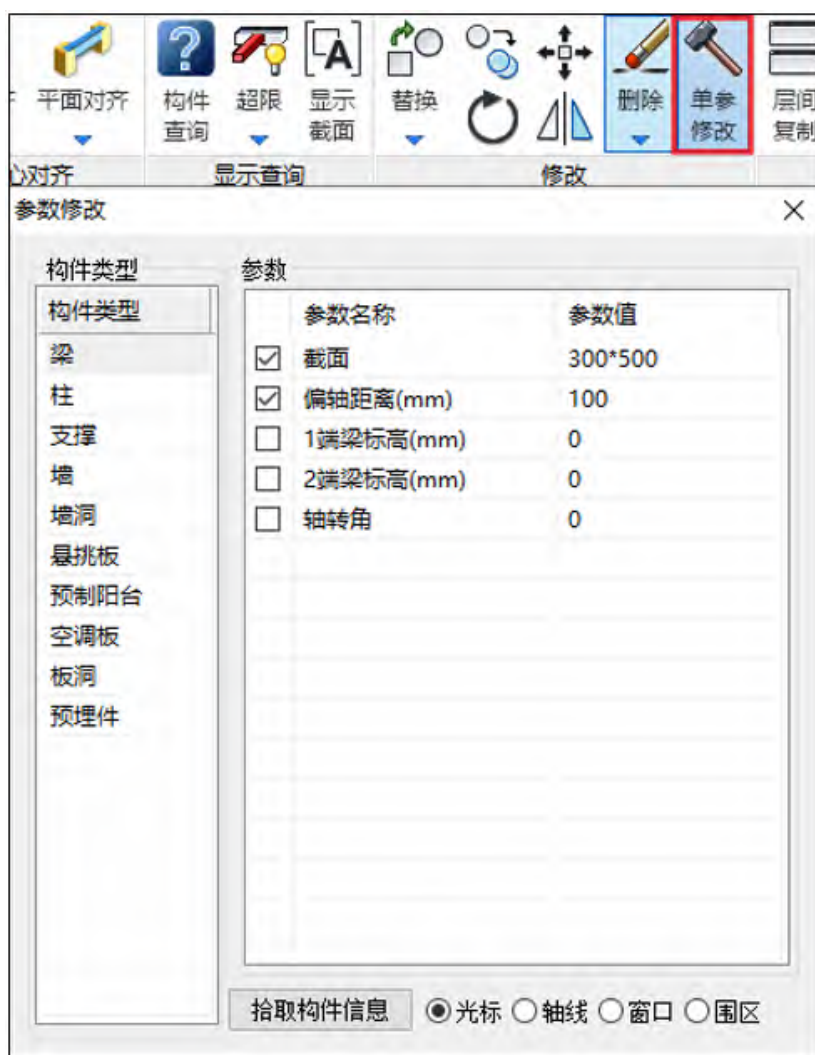 平面对齐
构件
查询
超限
显示
截面
A
替换
删除
单参
修改
层间
复制
心对齐
显示查询
修改
参数修改
构件类型
参数
构件类型
参数名称 参数值
梁
柱
支撑
墙
墙洞
悬挑板
预制阳台
空调板
板洞
预埋件
截面 300*500
偏轴距离(mm) 100
1端梁标高(mm) 0
2端梁标高(mm) 0
轴转角 0
拾取构件信息 光标 轴线 窗口 围区